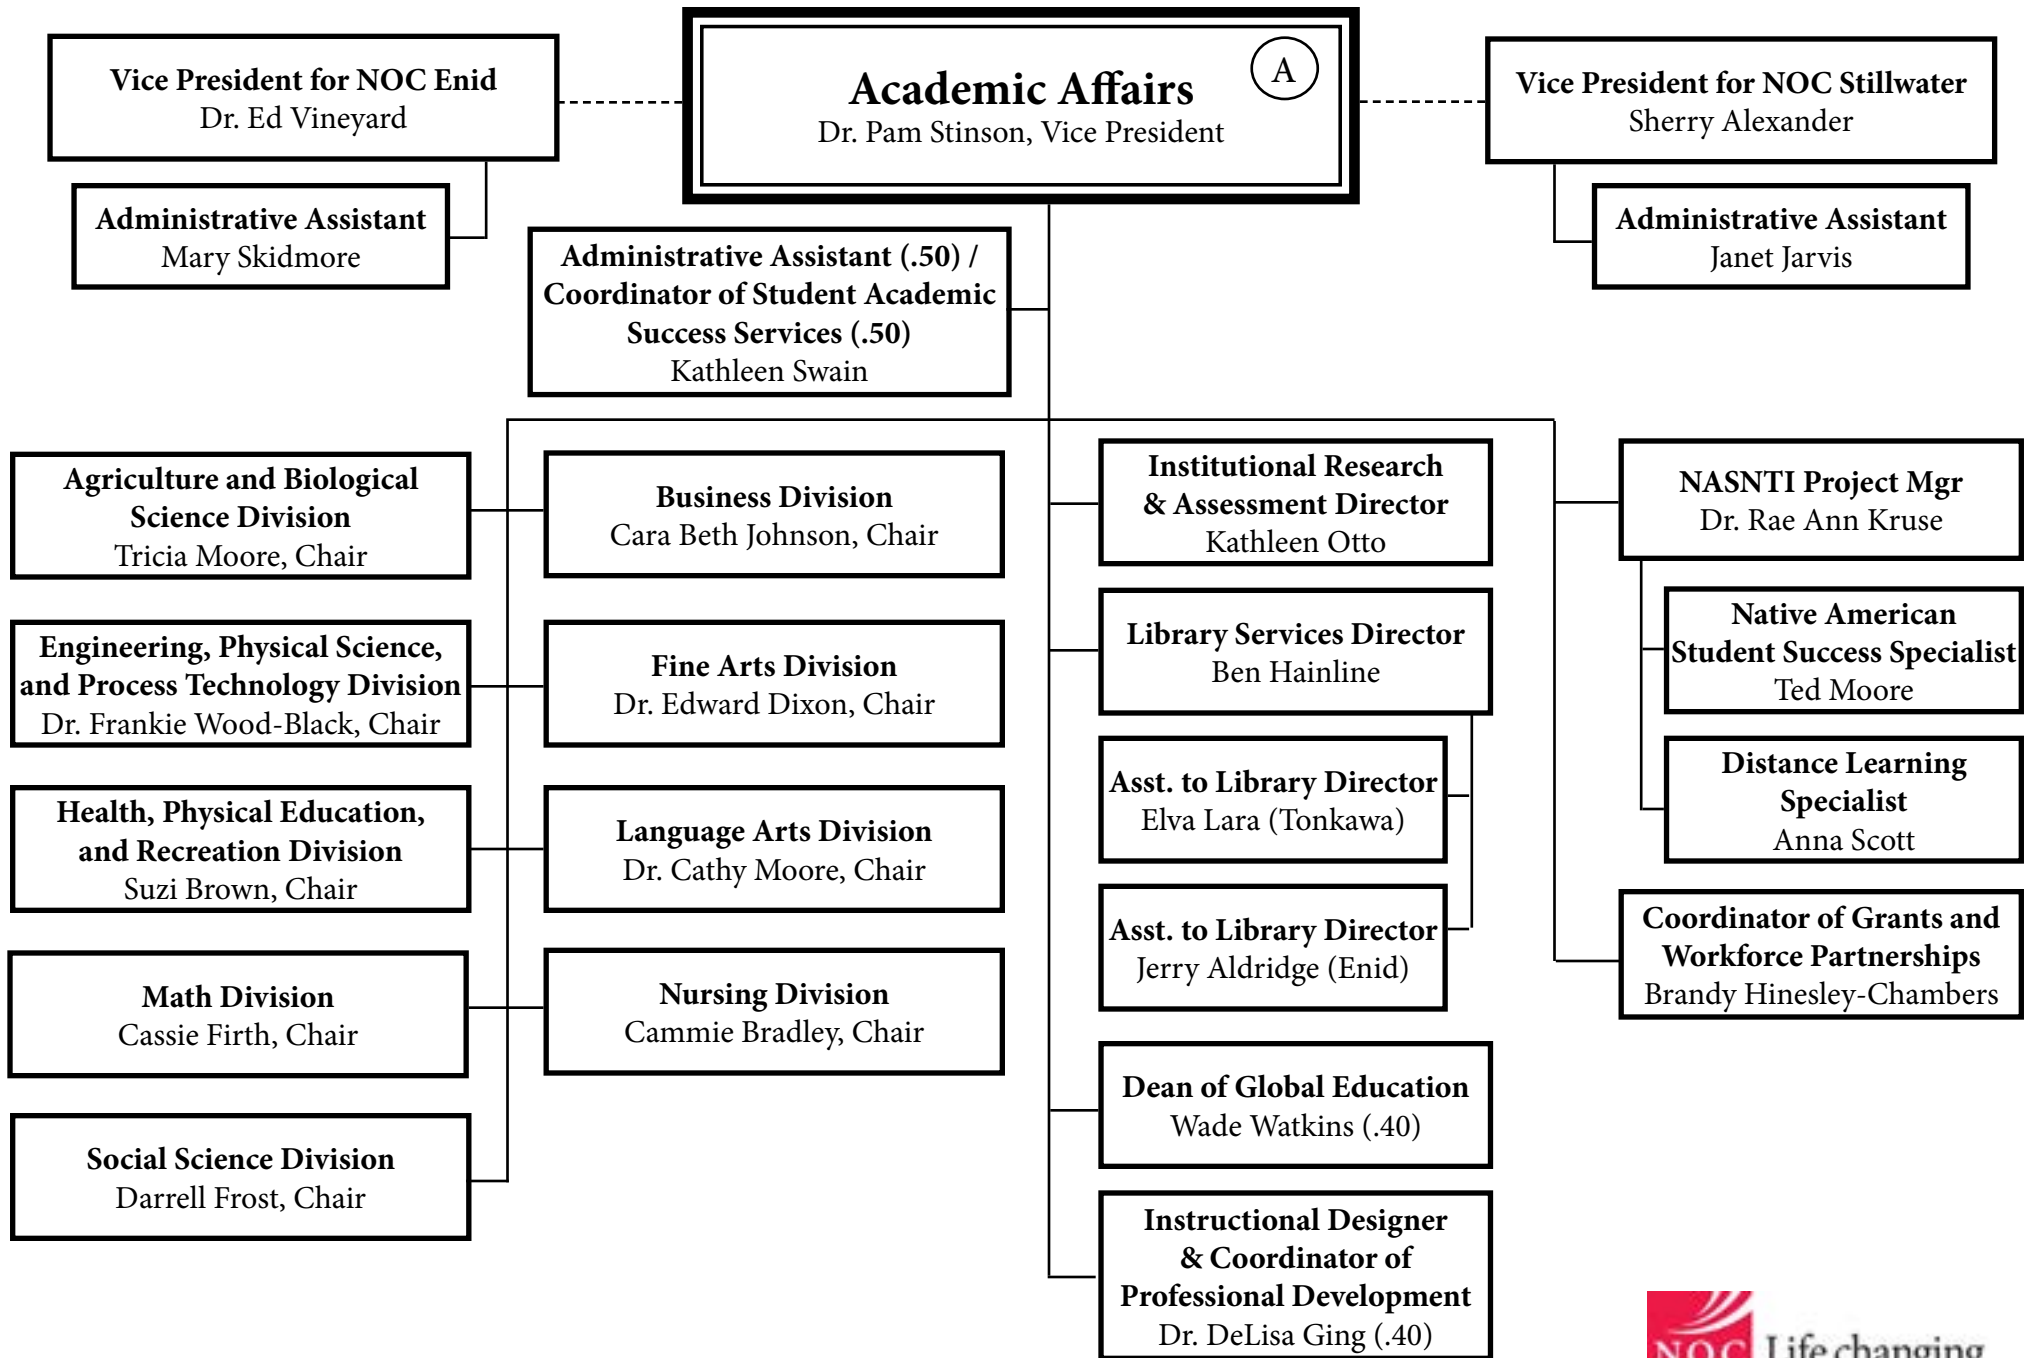 Vice President for NOC Enid
Dr. Ed Vineyard
Administrative Assistant
Mary Skidmore
Academic Affairs
Dr. Pam Stinson, Vice President
A
Vice President for NOC Stillwater
Sherry Alexander
Administrative Assistant
Janet Jarvis
Administrative Assistant (.50) /
Coordinator of Student Academic
Success Services (.50)
Kathleen Swain
Agriculture and Biological
Science Division
Tricia Moore, Chair
Engineering, Physical Science,
and Process Technology Division
Dr. Frankie Wood-Black, Chair
Health, Physical Education,
and Recreation Division
Suzi Brown, Chair
Math Division
Cassie Firth, Chair
Social Science Division
Darrell Frost, Chair
Business Division
Cara Beth Johnson, Chair
Fine Arts Division
Dr. Edward Dixon, Chair
Language Arts Division
Dr. Cathy Moore, Chair
Nursing Division
Cammie Bradley, Chair
Institutional Research
& Assessment Director
Kathleen Otto
Library Services Director
Ben Hainline
Asst. to Library Director
Elva Lara (Tonkawa)
Asst. to Library Director
Jerry Aldridge (Enid)
Dean of Global Education
Wade Watkins (.40)
Instructional Designer
& Coordinator of
Professional Development
Dr. DeLisa Ging (.40)
NASNTI Project Mgr
Dr. Rae Ann Kruse
Native American
Student Success Specialist
Ted Moore
Distance Learning
Specialist
Anna Scott
Coordinator of Grants and
Workforce Partnerships
Brandy Hinesley-Chambers
NOC
Life changing